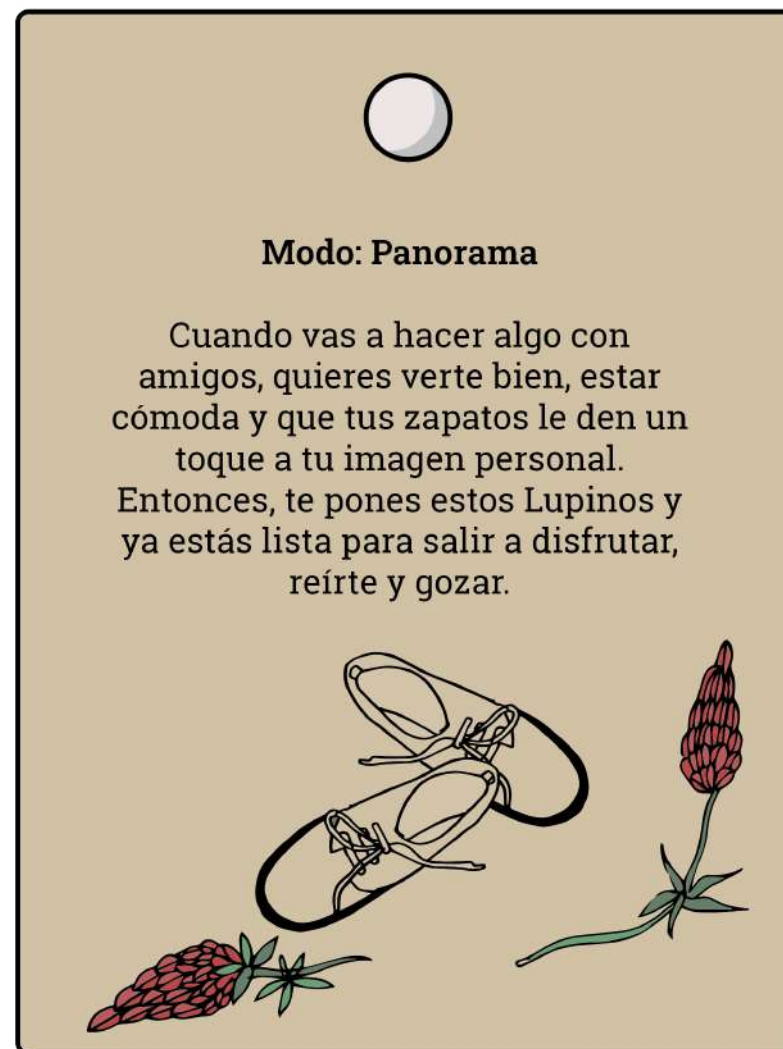 Modo: Panorama
Cuando vas a hacer algo con
amigos, quieres verte bien, estar
cómoda y que tus zapatos le den un
toque a tu imagen personal.
Entonces, te pones estos Lupinos y
ya estás lista para salir a disfrutar,
reírte y gozar.